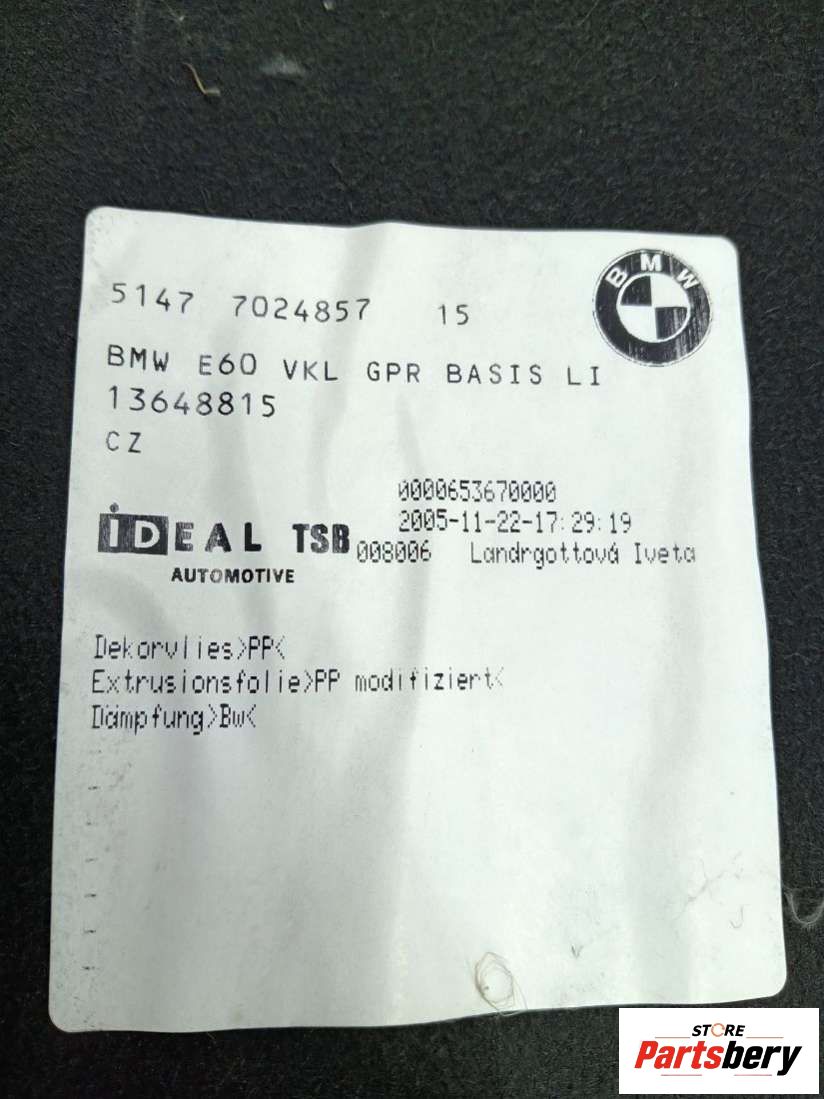 5147 7024857 15
BMW
BMW E60 VKL GPR BASIS LI
13648815
CZ
0000653670000
2005-11-22-17:29:19
iDEAL TSB
008006 Landrgottová Iveta
AUTOMOTIVE
Dekorvlies>PP<
Extrusionsfolie>PP modifiziert<
Dämpfung>Bw<
STORE
Partsbery